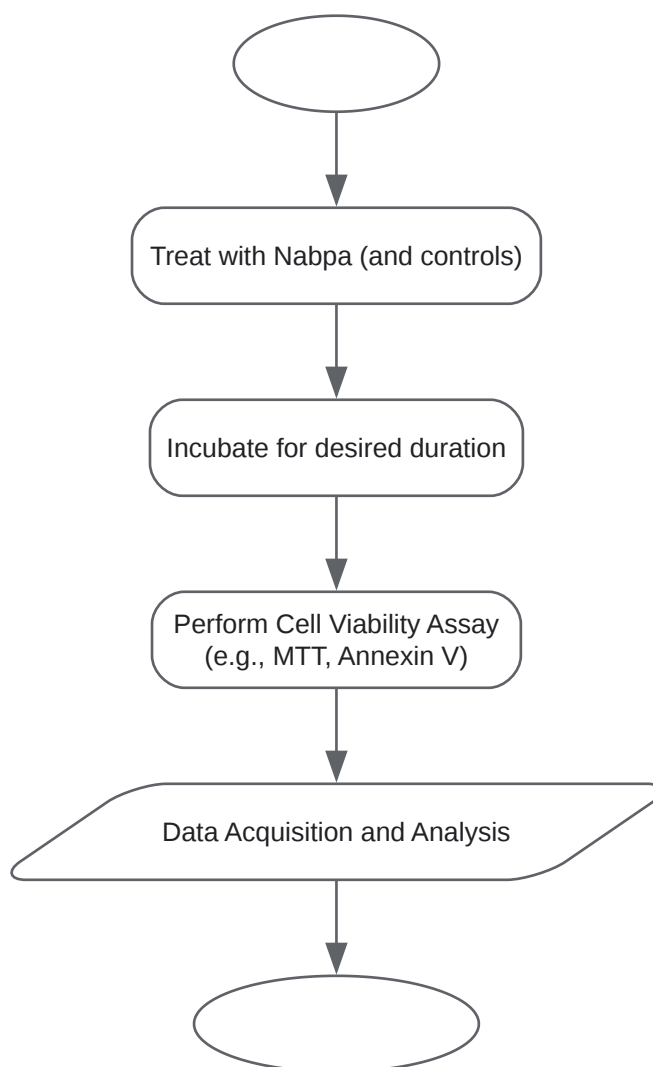 Treat with Nabpa (and controls)
Incubate for desired duration
Perform Cell Viability Assay
(e.g., MTT, Annexin V)
Data Acquisition and Analysis